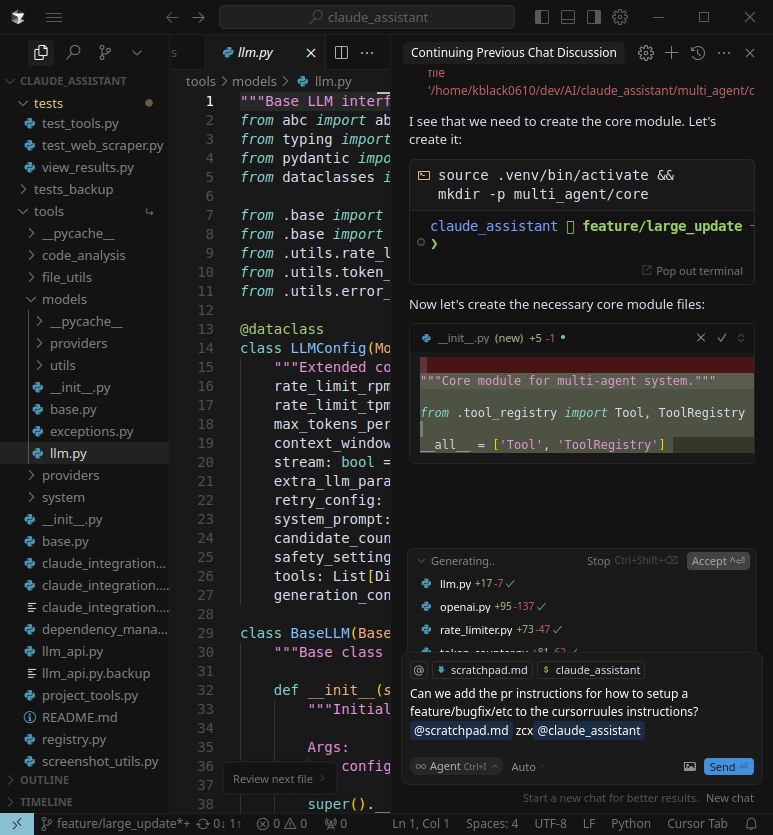 claude_assistant
CLAUDE_ASSISTANT
tests
test_tools.py
test_web_scraper.py
view_results.py
tests_backup
tools
__pycache__
code_analysis
file_utils
models
__pycache__
providers
utils
__init__.py
base.py
exceptions.py
llm.py
providers
system
__init__.py
base.py
claude_integration...
claude_integration...
claude_integration....
dependency_mana...
llm_api.py
llm_api.py.backup
project_tools.py
README.md
registry.py
screenshot_utils.py
OUTLINE
TIMELINE
s
llm.py
tools > models > llm.py
1 """Base LLM interf
2 from abc import ab
3 from typing import
4 from pydantic impo
5 from dataclasses i
6
7 from .base import
8 from .base import
9 from .utils.rate_l
10 from .utils.token_
11 from .utils.error_
12
13 @dataclass
14 class LLMConfig(Mo
15 """Extended co
16 rate_limit_rpm
17 rate_limit_tpm
18 max_tokens_per
19 context_window
20 stream: bool =
21 extra_llm_para
22 retry_config:
23 system_prompt:
24 candidate_coun
25 safety_setting
26 tools: List[Di
27 generation_con
28
29 class BaseLLM(Base
30 """Base class
31
32 def __init__(s
33 """Initial
34
35 Args:
36 config
37
38 super().__
Review next file
Continuing Previous Chat Discussion
file
'/home/kblack0610/dev/AI/claude_assistant/multi_agent/c
I see that we need to create the core module. Let's
create it:
source .venv/bin/activate &&
mkdir -p multi_agent/core
claude_assistant feature/large_update
❯
Pop out terminal
Now let's create the necessary core module files:
__init__.py (new) +5 -1
"""Core module for multi-agent system."""
from .tool_registry import Tool, ToolRegistry
__all__ = ['Tool', 'ToolRegistry']
Generating.. Stop Ctrl+Shift+⌫ Accept ^⏎
llm.py +17 -7
openai.py +95 -137
rate_limiter.py +73 -47
token_counter.py +81 -62
@ scratchpad.md $ claude_assistant
Can we add the pr instructions for how to setup a
feature/bugfix/etc to the cursorruules instructions?
@scratchpad.md zcx @claude_assistant
∞ Agent Ctrl+I Auto Send
Start a new chat for better results. New chat
feature/large_update*+ 0↓ 1↑ 0 0 0 Ln 1, Col 1 Spaces: 4 UTF-8 LF Python Cursor Tab